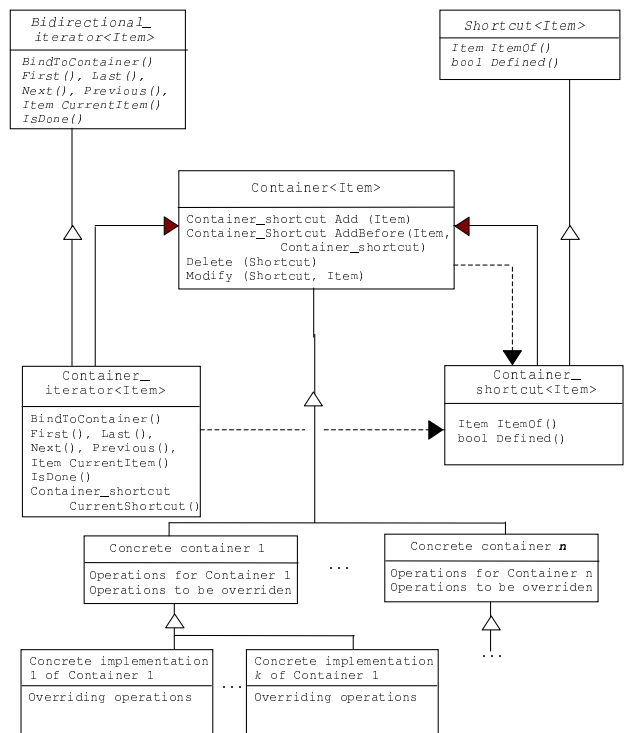 Bidirectional_
iterator<Item>
BindToContainer()
First(), Last(),
Next(), Previous(),
Item CurrentItem()
IsDone()
Shortcut<Item>
Item ItemOf()
bool Defined()
Container<Item>
Container_shortcut Add (Item)
Container_Shortcut AddBefore(Item,
Container_shortcut)
Delete (Shortcut)
Modify (Shortcut, Item)
Container_
iterator<Item>
BindToContainer()
First(), Last(),
Next(), Previous(),
Item CurrentItem()
IsDone()
Container_shortcut
CurrentShortcut()
Container_
shortcut<Item>
Item ItemOf()
bool Defined()
Concrete container 1
Operations for Container 1
Operations to be overriden
...
Concrete container n
Operations for Container n
Operations to be overriden
...
Concrete implementation
1 of Container 1
Overriding operations
...
Concrete implementation
k of Container 1
Overriding operations